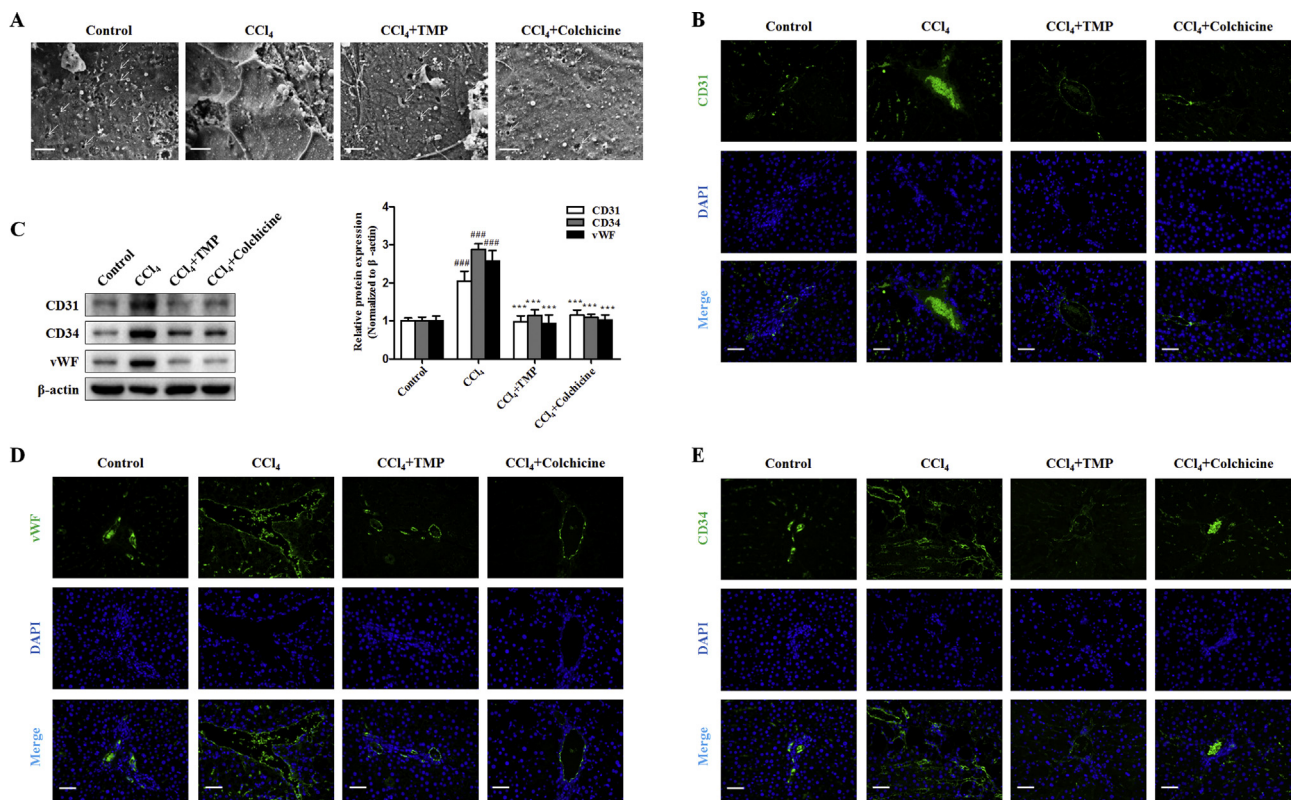 A
Control
CCl₄
CCl₄+TMP
CCl₄+Colchicine
B
Control
CCl₄
CCl₄+TMP
CCl₄+Colchicine
CD31
DAPI
Merge
C
Control
CCl₄
CCl₄+TMP
CCl₄+Colchicine
CD31
CD34
vWF
β-actin
Relative protein expression
(Normalized to β -actin)
4
3
2
1
0
CD31
CD34
vWF
###
###
###
***
***
***
***
***
***
Control
CCl₄
CCl₄+TMP
CCl₄+Colchicine
D
Control
CCl₄
CCl₄+TMP
CCl₄+Colchicine
vWF
DAPI
Merge
E
Control
CCl₄
CCl₄+TMP
CCl₄+Colchicine
CD34
DAPI
Merge